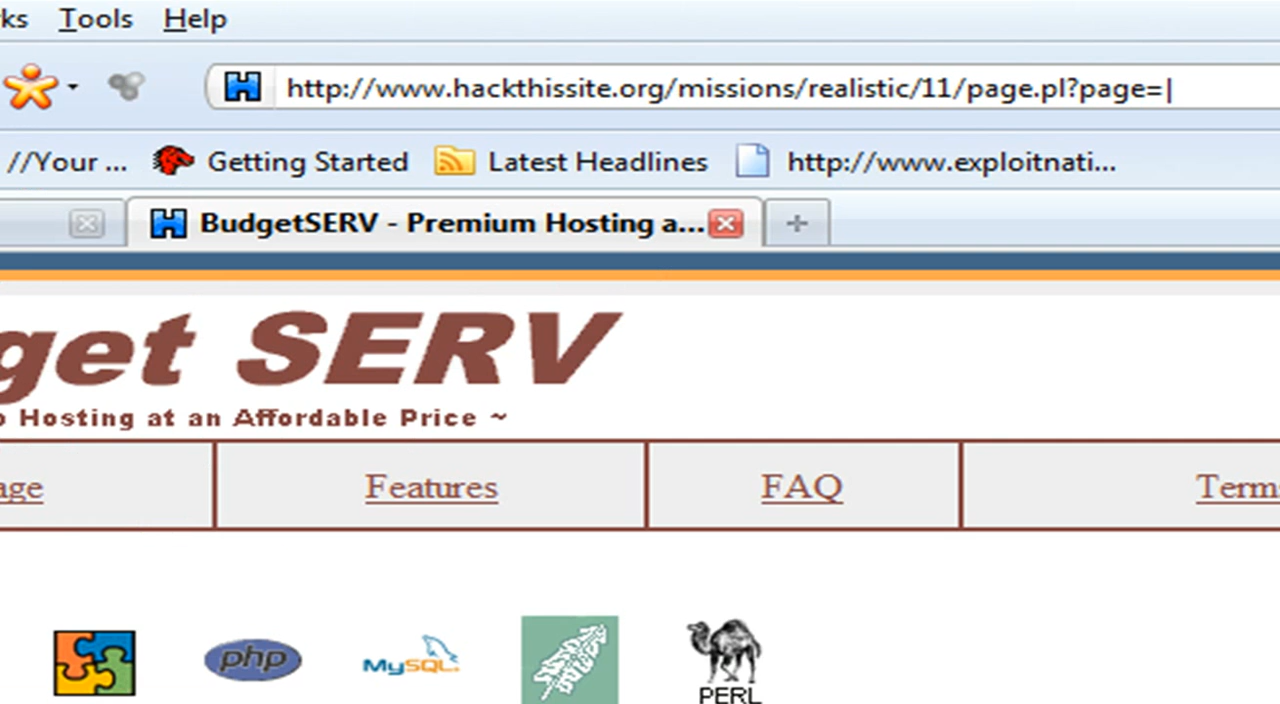 ks Tools Help
http://www.hackthissite.org/missions/realistic/11/page.pl?page=|
//Your ... Getting Started Latest Headlines http://www.exploitnati...
BudgetSERV - Premium Hosting a...
get SERV
o Hosting at an Affordable Price ~
age Features FAQ Terms
php MySQL PERL